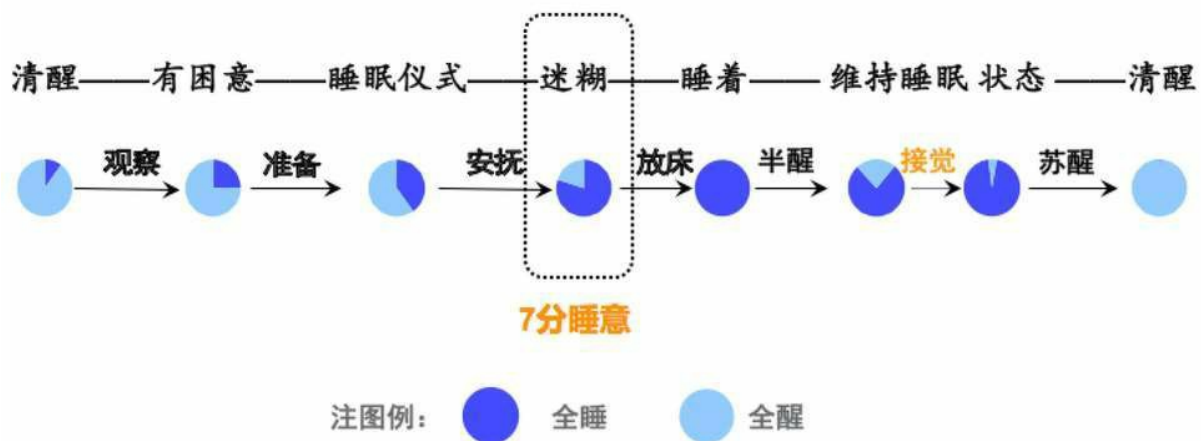 清醒——有困意——睡眠仪式——迷糊——睡着——维持睡眠 状态——清醒
观察 准备 安抚 放床 半醒 接觉 苏醒
7分睡意
注图例： 全睡 全醒